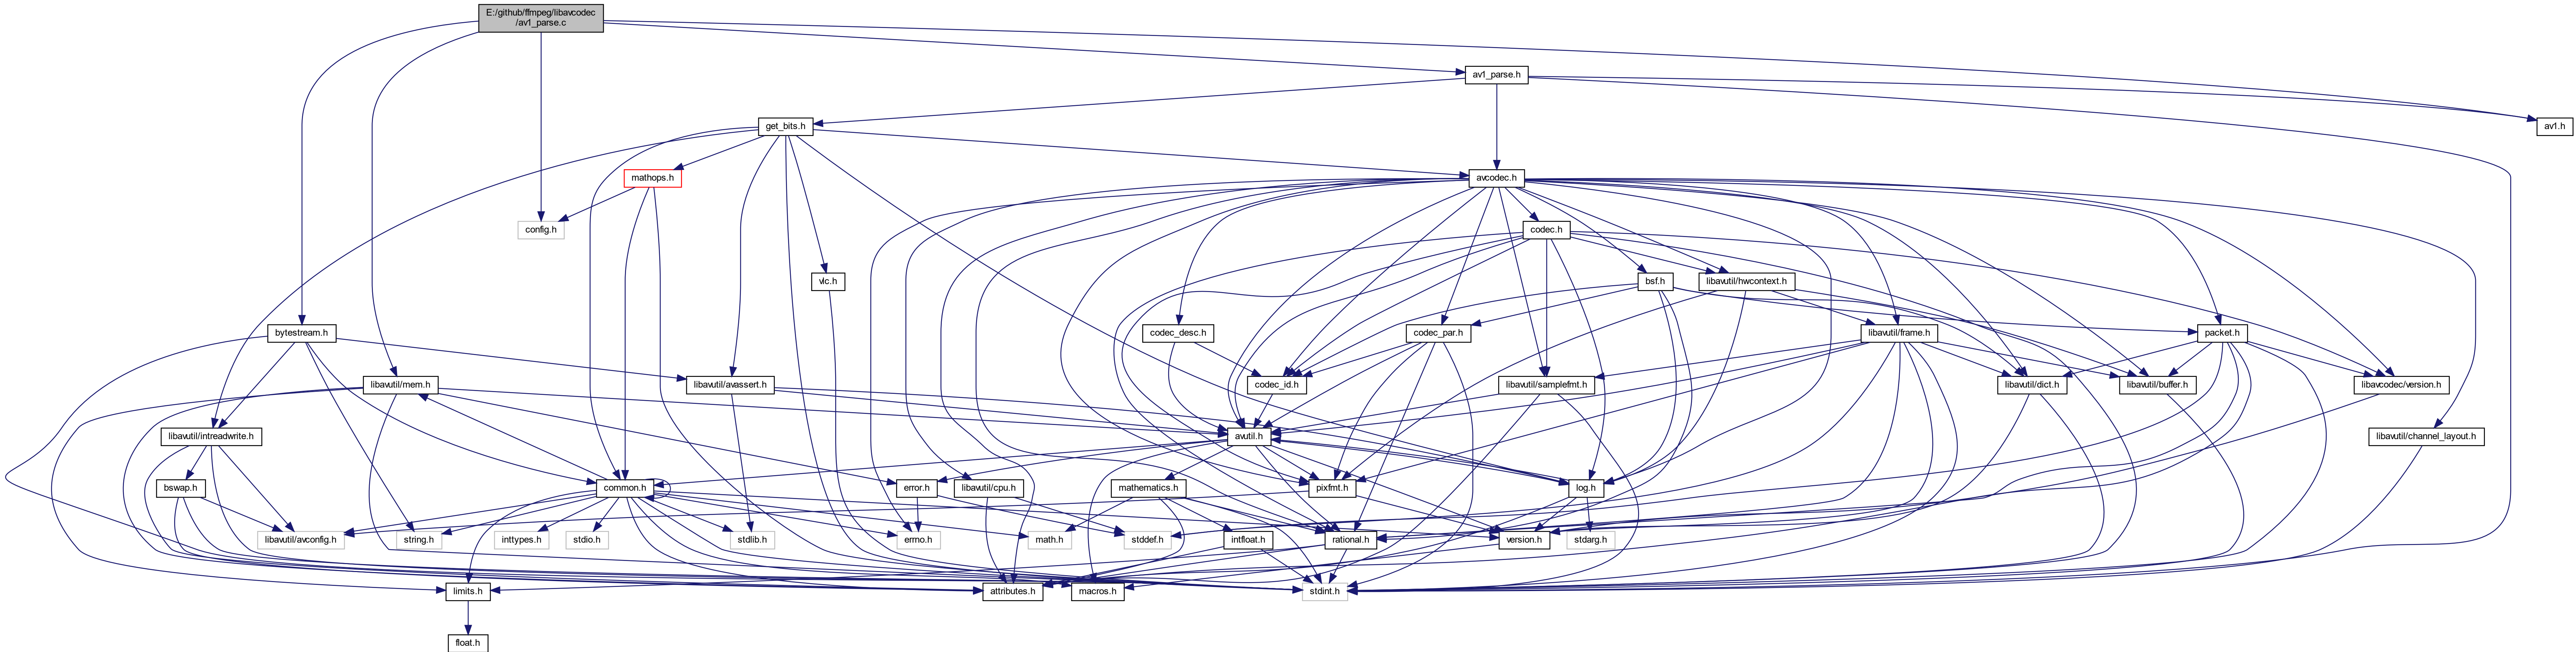 E:/github/ffmpeg/libavcodec
/av1_parse.c
av1_parse.h
av1.h
get_bits.h
mathops.h
avcodec.h
config.h
codec.h
vlc.h
bsf.h
libavutil/hwcontext.h
bytestream.h
codec_desc.h
codec_par.h
libavutil/frame.h
packet.h
libavutil/mem.h
libavutil/avassert.h
codec_id.h
libavutil/samplefmt.h
libavutil/dict.h
libavutil/buffer.h
libavcodec/version.h
libavutil/intreadwrite.h
avutil.h
libavutil/channel_layout.h
bswap.h
common.h
error.h
libavutil/cpu.h
mathematics.h
pixfmt.h
log.h
libavutil/avconfig.h
string.h
inttypes.h
stdio.h
stdlib.h
errno.h
math.h
stddef.h
intfloat.h
rational.h
version.h
stdarg.h
limits.h
attributes.h
macros.h
stdint.h
float.h